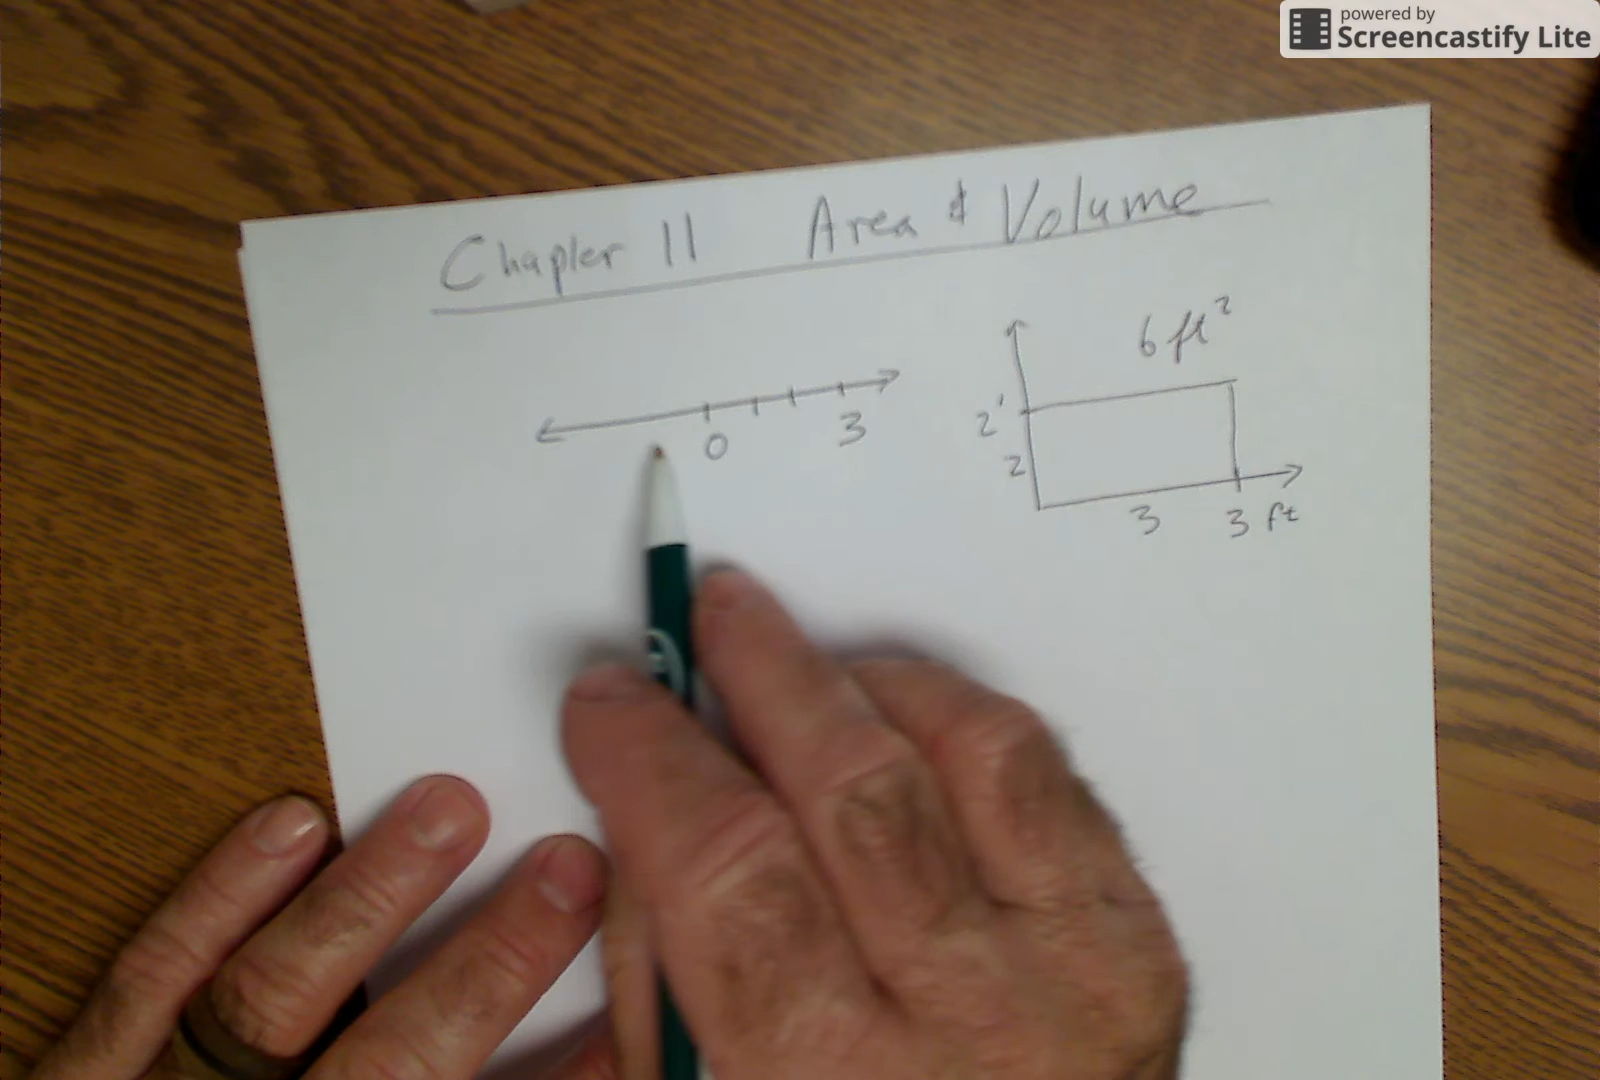 powered by
Screencastify Lite
Chapter 11 Area & Volume
6 ft²
2'
0
3
2
3
3 ft